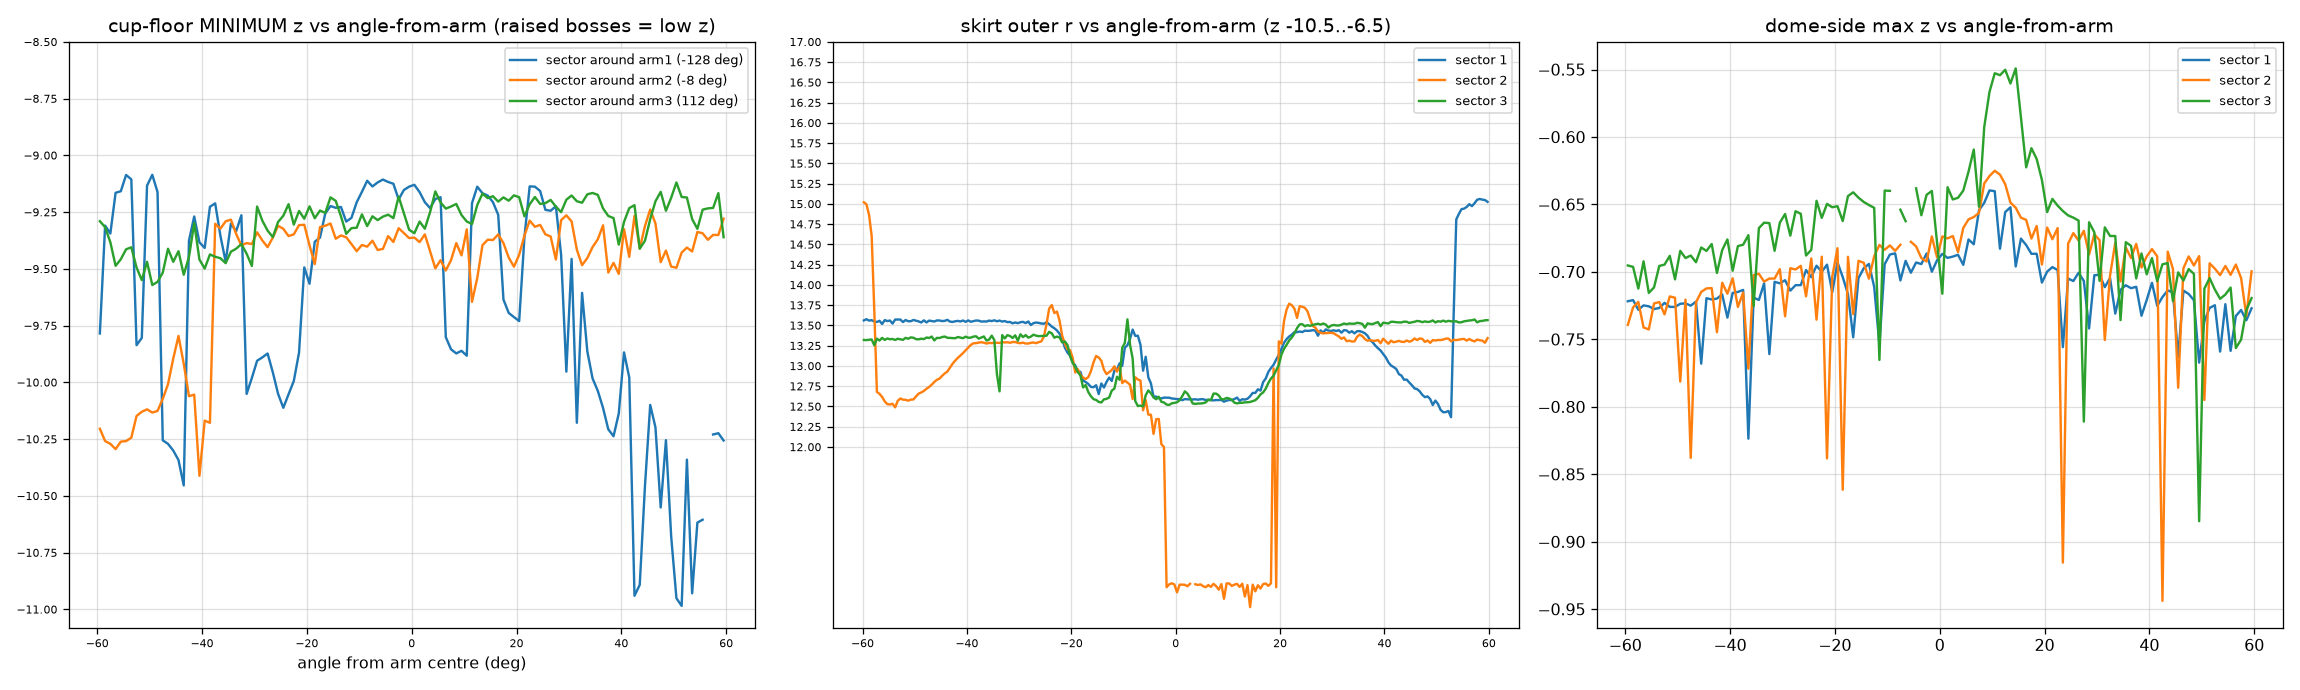 cup-floor MINIMUM z vs angle-from-arm (raised bosses = low z)
sector around arm1 (-128 deg)
sector around arm2 (-8 deg)
sector around arm3 (112 deg)
−8.50
−8.75
−9.00
−9.25
−9.50
−9.75
−10.00
−10.25
−10.50
−10.75
−11.00
−60 −40 −20 0 20 40 60
angle from arm centre (deg)
skirt outer r vs angle-from-arm (z -10.5..-6.5)
sector 1
sector 2
sector 3
17.00
16.75
16.50
16.25
16.00
15.75
15.50
15.25
15.00
14.75
14.50
14.25
14.00
13.75
13.50
13.25
13.00
12.75
12.50
12.25
12.00
−60 −40 −20 0 20 40 60
dome-side max z vs angle-from-arm
sector 1
sector 2
sector 3
−0.55
−0.60
−0.65
−0.70
−0.75
−0.80
−0.85
−0.90
−0.95
−60 −40 −20 0 20 40 60